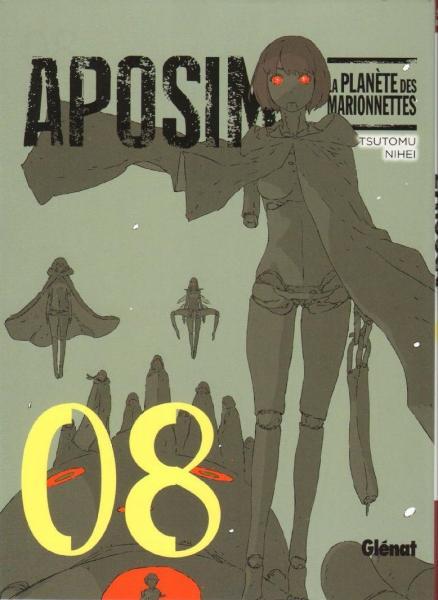 APOSIM
LA PLANÈTE DES
MARIONNETTES
TSUTOMU
NIHEI
08
Glénat